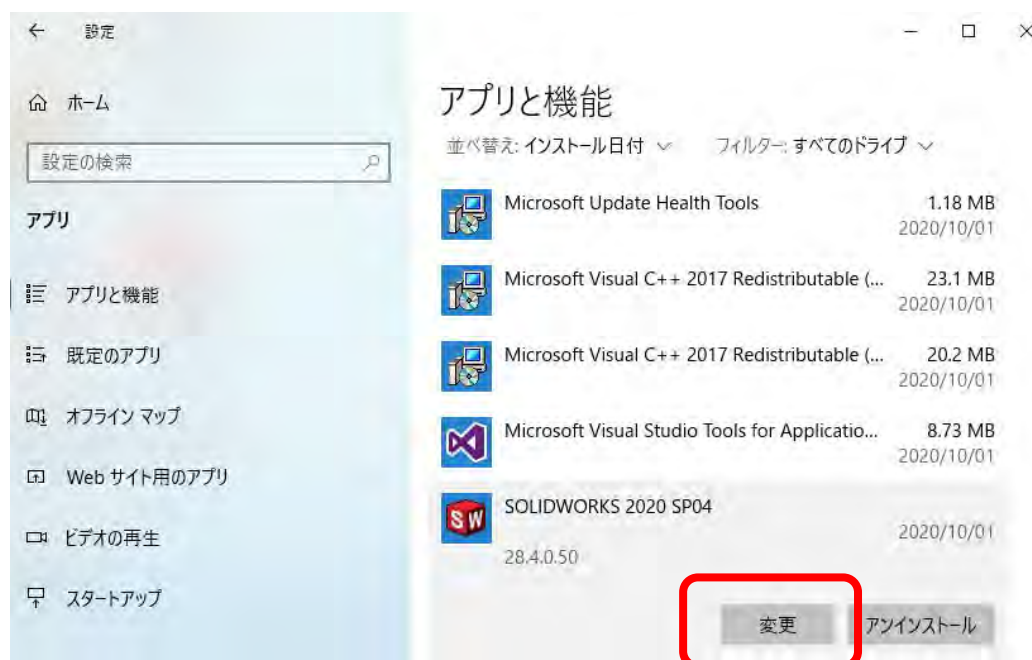 設定
ホーム
設定の検索
アプリ
アプリと機能
既定のアプリ
オフライン マップ
Web サイト用のアプリ
ビデオの再生
スタートアップ
アプリと機能
並べ替え: インストール日付 フィルター: すべてのドライブ
Microsoft Update Health Tools 1.18 MB
2020/10/01
Microsoft Visual C++ 2017 Redistributable (... 23.1 MB
2020/10/01
Microsoft Visual C++ 2017 Redistributable (... 20.2 MB
2020/10/01
Microsoft Visual Studio Tools for Applicatio... 8.73 MB
2020/10/01
SW
SOLIDWORKS 2020 SP04
2020/10/01
28.4.0.50
変更 アンインストール